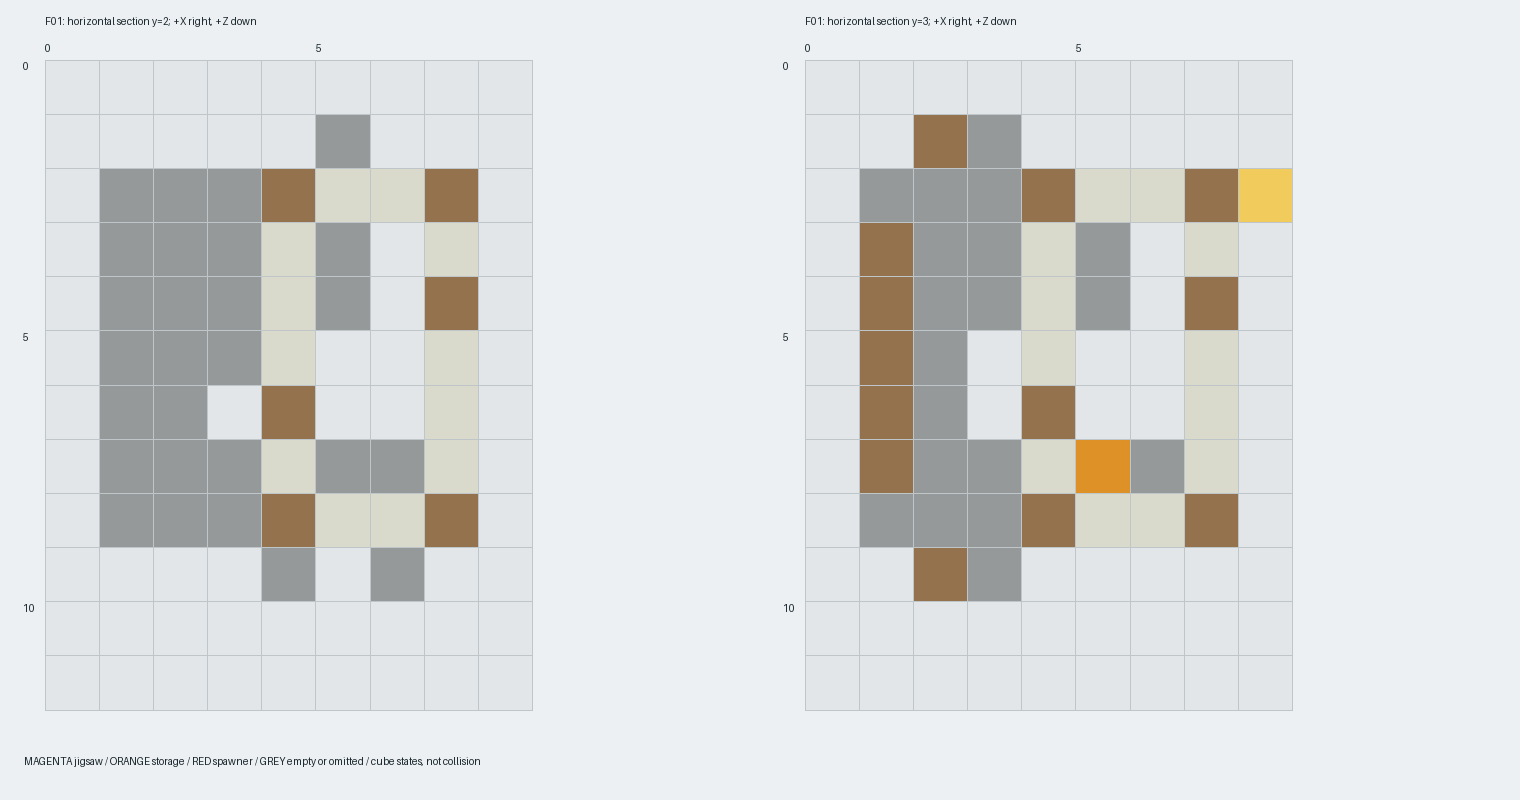 F01: horizontal section y=2; +X right, +Z down
F01: horizontal section y=3; +X right, +Z down
0 5
0 5
0
0
5
5
10
10
MAGENTA jigsaw / ORANGE storage / RED spawner / GREY empty or omitted / cube states, not collision